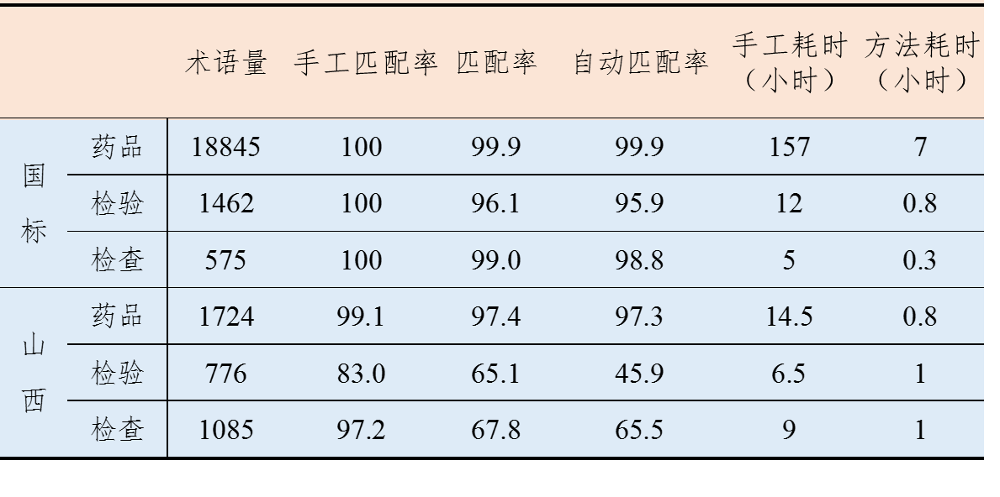 术语量 手工匹配率 匹配率 自动匹配率 手工耗时（小时） 方法耗时（小时）
国标
药品 18845 100 99.9 99.9 157 7
检验 1462 100 96.1 95.9 12 0.8
检查 575 100 99.0 98.8 5 0.3
山西
药品 1724 99.1 97.4 97.3 14.5 0.8
检验 776 83.0 65.1 45.9 6.5 1
检查 1085 97.2 67.8 65.5 9 1